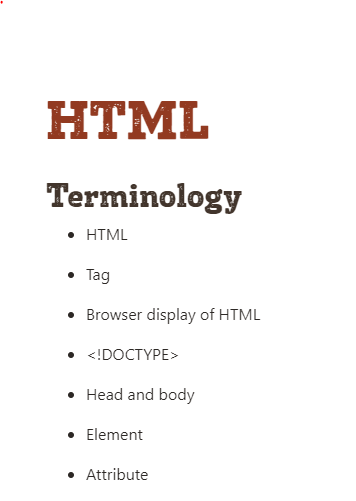 HTML
Terminology
HTML
Tag
Browser display of HTML
<!DOCTYPE>
Head and body
Element
Attribute